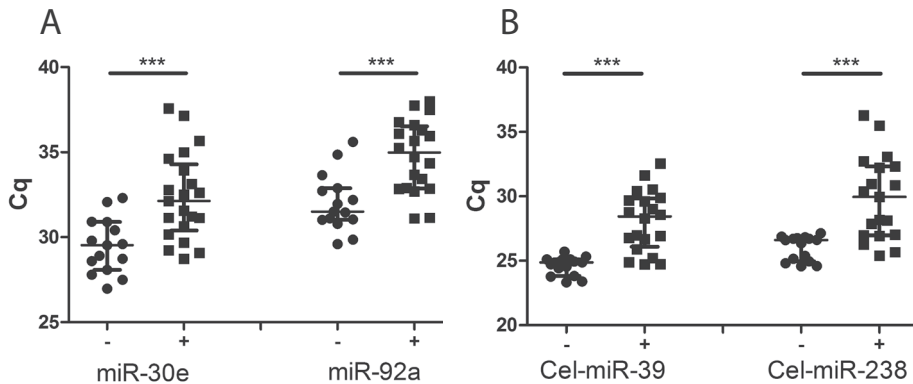 A
***
***
40
35
30
25
Cq
-
+
-
+
miR-30e
miR-92a
B
***
***
40
35
30
25
20
Cq
-
+
-
+
Cel-miR-39
Cel-miR-238